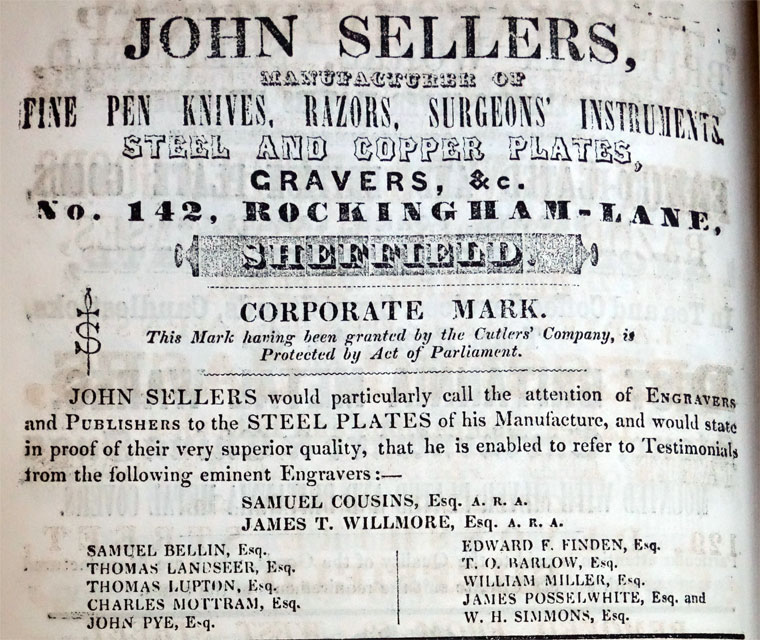 JOHN SELLERS,
MANUFACTURER OF
FINE PEN KNIVES, RAZORS, SURGEONS' INSTRUMENTS.
STEEL AND COPPER PLATES,
GRAVERS, &c.
No. 142, ROCKINGHAM-LANE,
SHEFFIELD.
CORPORATE MARK.
This Mark having been granted by the Cutlers' Company, is
Protected by Act of Parliament.
JOHN SELLERS would particularly call the attention of ENGRAVERS
and PUBLISHERS to the STEEL PLATES of his Manufacture, and would state
in proof of their very superior quality, that he is enabled to refer to Testimonials
from the following eminent Engravers:—
SAMUEL COUSINS, Esq. A. R. A.
JAMES T. WILLMORE, Esq. A. R. A.
SAMUEL BELLIN, Esq.
THOMAS LANDSEER, Esq.
THOMAS LUPTON, Esq.
CHARLES MOTTRAM, Esq.
JOHN PYE, Esq.
EDWARD F. FINDEN, Esq.
T. O. BARLOW, Esq.
WILLIAM MILLER, Esq.
JAMES POSSELWHITE, Esq. and
W. H. SIMMONS, Esq.